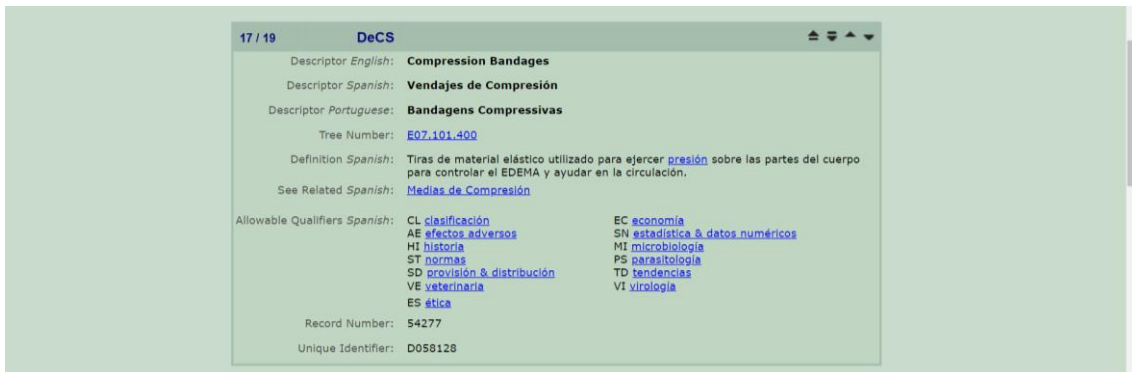 17 / 19 DeCS
Descriptor English: Compression Bandages
Descriptor Spanish: Vendajes de Compresión
Descriptor Portuguese: Bandagens Compressivas
Tree Number: E07.101.400
Definition Spanish: Tiras de material elástico utilizado para ejercer presión sobre las partes del cuerpo
para controlar el EDEMA y ayudar en la circulación.
See Related Spanish: Medias de Compresión
Allowable Qualifiers Spanish: CL clasificación EC economía
AE efectos adversos SN estadística & datos numéricos
HI historia MI microbiología
ST normas PS parasitología
SD provisión & distribución TD tendencias
VE veterinaria VI virología
ES ética
Record Number: 54277
Unique Identifier: D058128